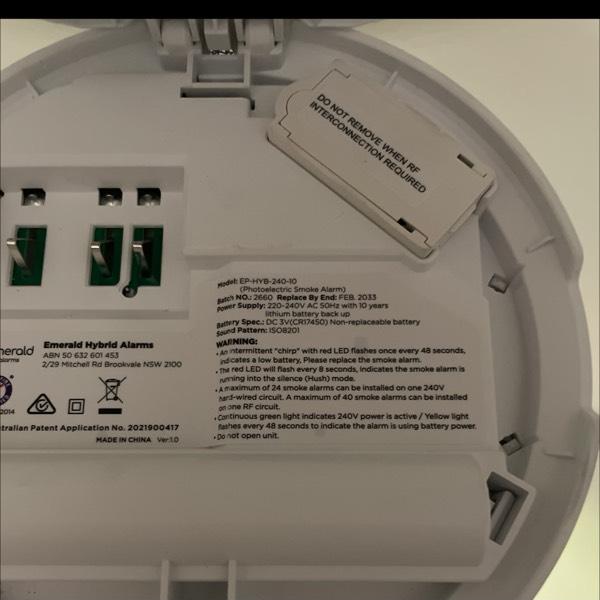 DO NOT REMOVE WHEN RF
INTERCONNECTION REQUIRED
Model: EP-HYB-240-10
(Photoelectric Smoke Alarm)
Batch NO.: 2660 Replace By End: FEB. 2033
Power Supply: 220-240V AC 50Hz with 10 years
lithium battery back up
Battery Spec.: DC 3V(CR17450) Non-replaceable battery
Sound Pattern: ISO8201
WARNING:
• An intermittent "chirp" with red LED flashes once every 48 seconds,
indicates a low battery, Please replace the smoke alarm.
• The red LED will flash every 8 seconds, indicates the smoke alarm is
running into the silence (Hush) mode.
• A maximum of 24 smoke alarms can be installed on one 240V
hard-wired circuit. A maximum of 40 smoke alarms can be installed
on one RF circuit.
• Continuous green light indicates 240V power is active / Yellow light
flashes every 48 seconds to indicate the alarm is using battery power.
• Do not open unit.
merald
alarms
Emerald Hybrid Alarms
ABN 50 632 601 453
2/29 Mitchell Rd Brookvale NSW 2100
2014
tralian Patent Application No. 2021900417
MADE IN CHINA Ver:1.0